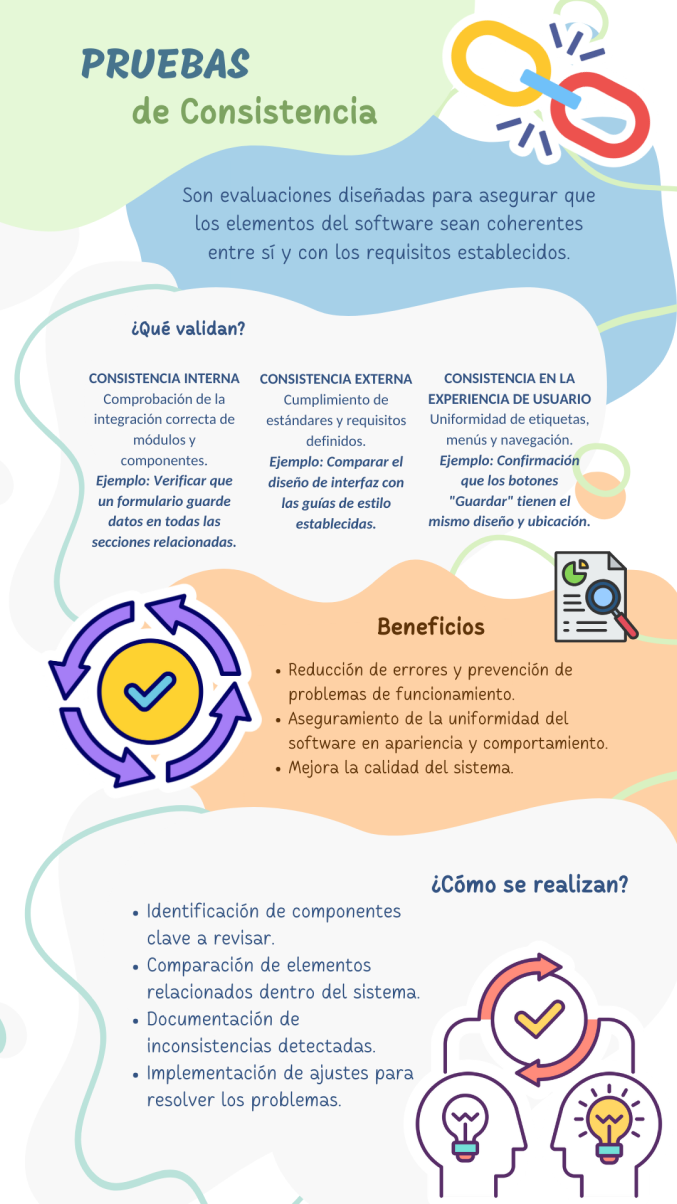 PRUEBAS
de Consistencia
Son evaluaciones diseñadas para asegurar que
los elementos del software sean coherentes
entre sí y con los requisitos establecidos.
¿Qué validan?
CONSISTENCIA INTERNA
Comprobación de la
integración correcta de
módulos y
componentes.
Ejemplo: Verificar que
un formulario guarde
datos en todas las
secciones relacionadas.
CONSISTENCIA EXTERNA
Cumplimiento de
estándares y requisitos
definidos.
Ejemplo: Comparar el
diseño de interfaz con
las guías de estilo
establecidas.
CONSISTENCIA EN LA
EXPERIENCIA DE USUARIO
Uniformidad de etiquetas,
menús y navegación.
Ejemplo: Confirmación
que los botones
"Guardar" tienen el
mismo diseño y ubicación.
Beneficios
• Reducción de errores y prevención de
problemas de funcionamiento.
• Aseguramiento de la uniformidad del
software en apariencia y comportamiento.
• Mejora la calidad del sistema.
¿Cómo se realizan?
• Identificación de componentes
clave a revisar.
• Comparación de elementos
relacionados dentro del sistema.
• Documentación de
inconsistencias detectadas.
• Implementación de ajustes para
resolver los problemas.